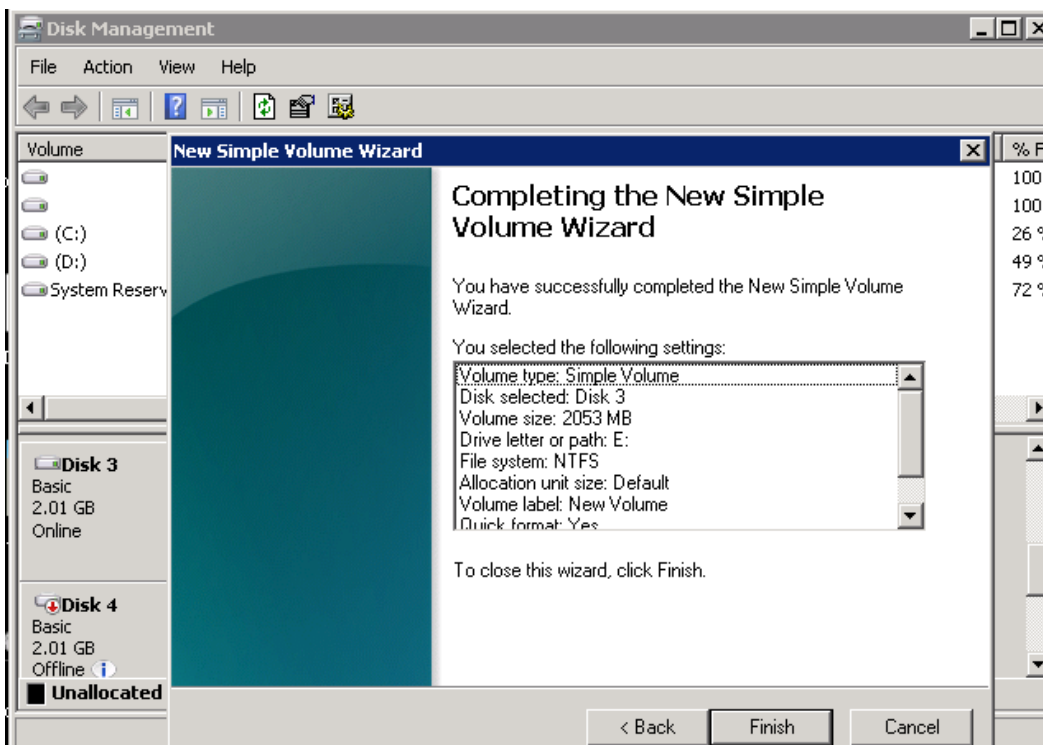 Disk Management
File Action View Help
Volume
% F
New Simple Volume Wizard
100
100
(C:)
26 %
(D:)
49 %
System Reserv
72 %
Completing the New Simple
Volume Wizard
You have successfully completed the New Simple Volume
Wizard.
You selected the following settings:
Volume type: Simple Volume
Disk selected: Disk 3
Volume size: 2053 MB
Drive letter or path: E:
File system: NTFS
Allocation unit size: Default
Volume label: New Volume
Quick format: Yes
To close this wizard, click Finish.
Disk 3
Basic
2.01 GB
Online
Disk 4
Basic
2.01 GB
Offline
Unallocated
< Back Finish Cancel